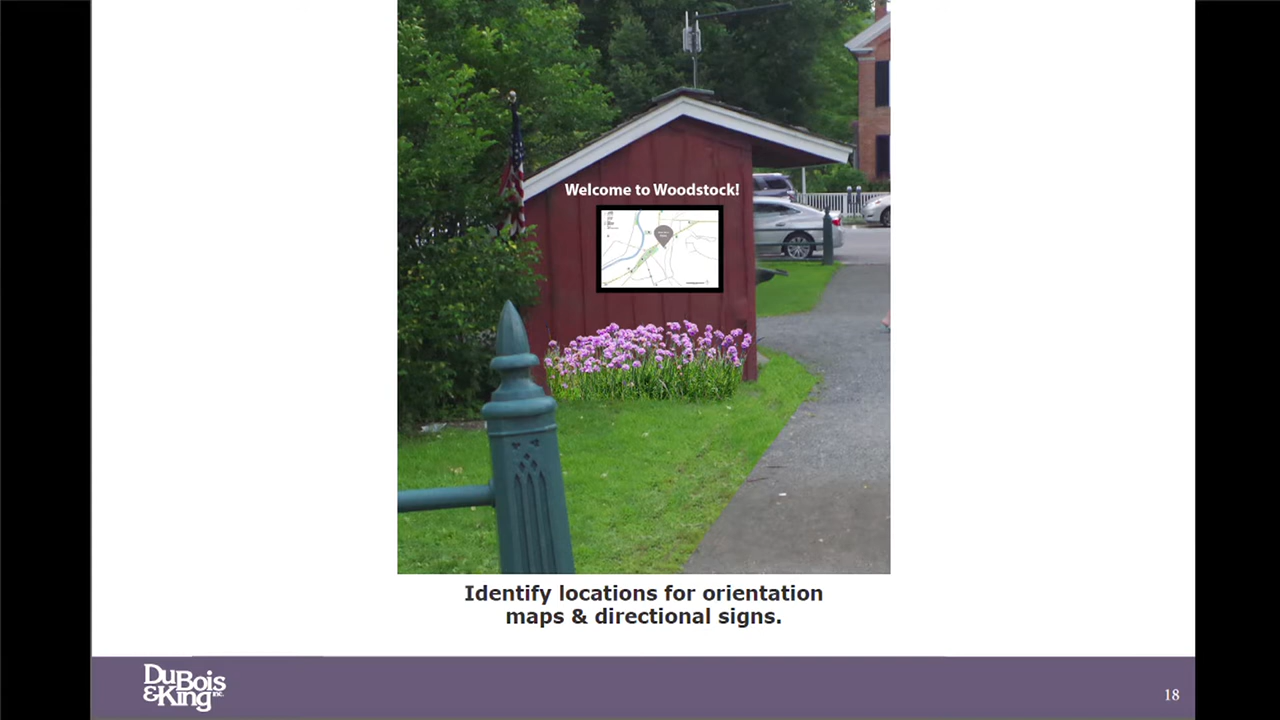 Welcome to Woodstock!
Identify locations for orientation
maps & directional signs.
DuBois
&King inc.
18